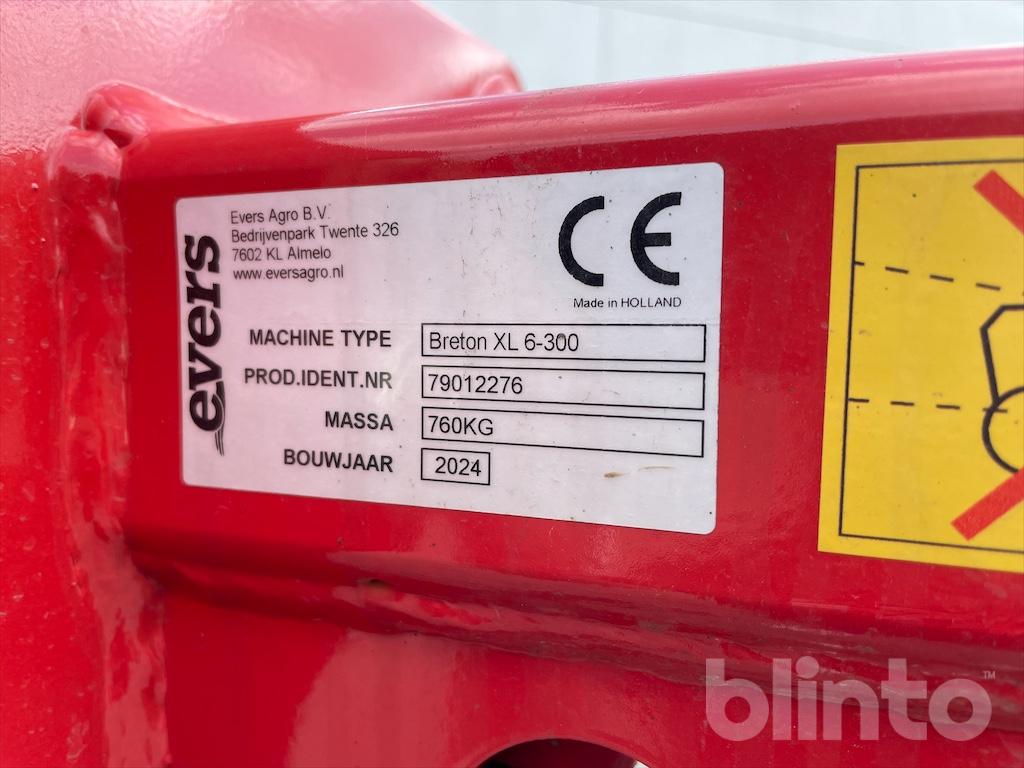 evers
Evers Agro B.V.
Bedrijvenpark Twente 326
7602 KL Almelo
www.eversagro.nl
CE
Made in HOLLAND
MACHINE TYPE Breton XL 6-300
PROD.IDENT.NR 79012276
MASSA 760KG
BOUWJAAR 2024
blinto™